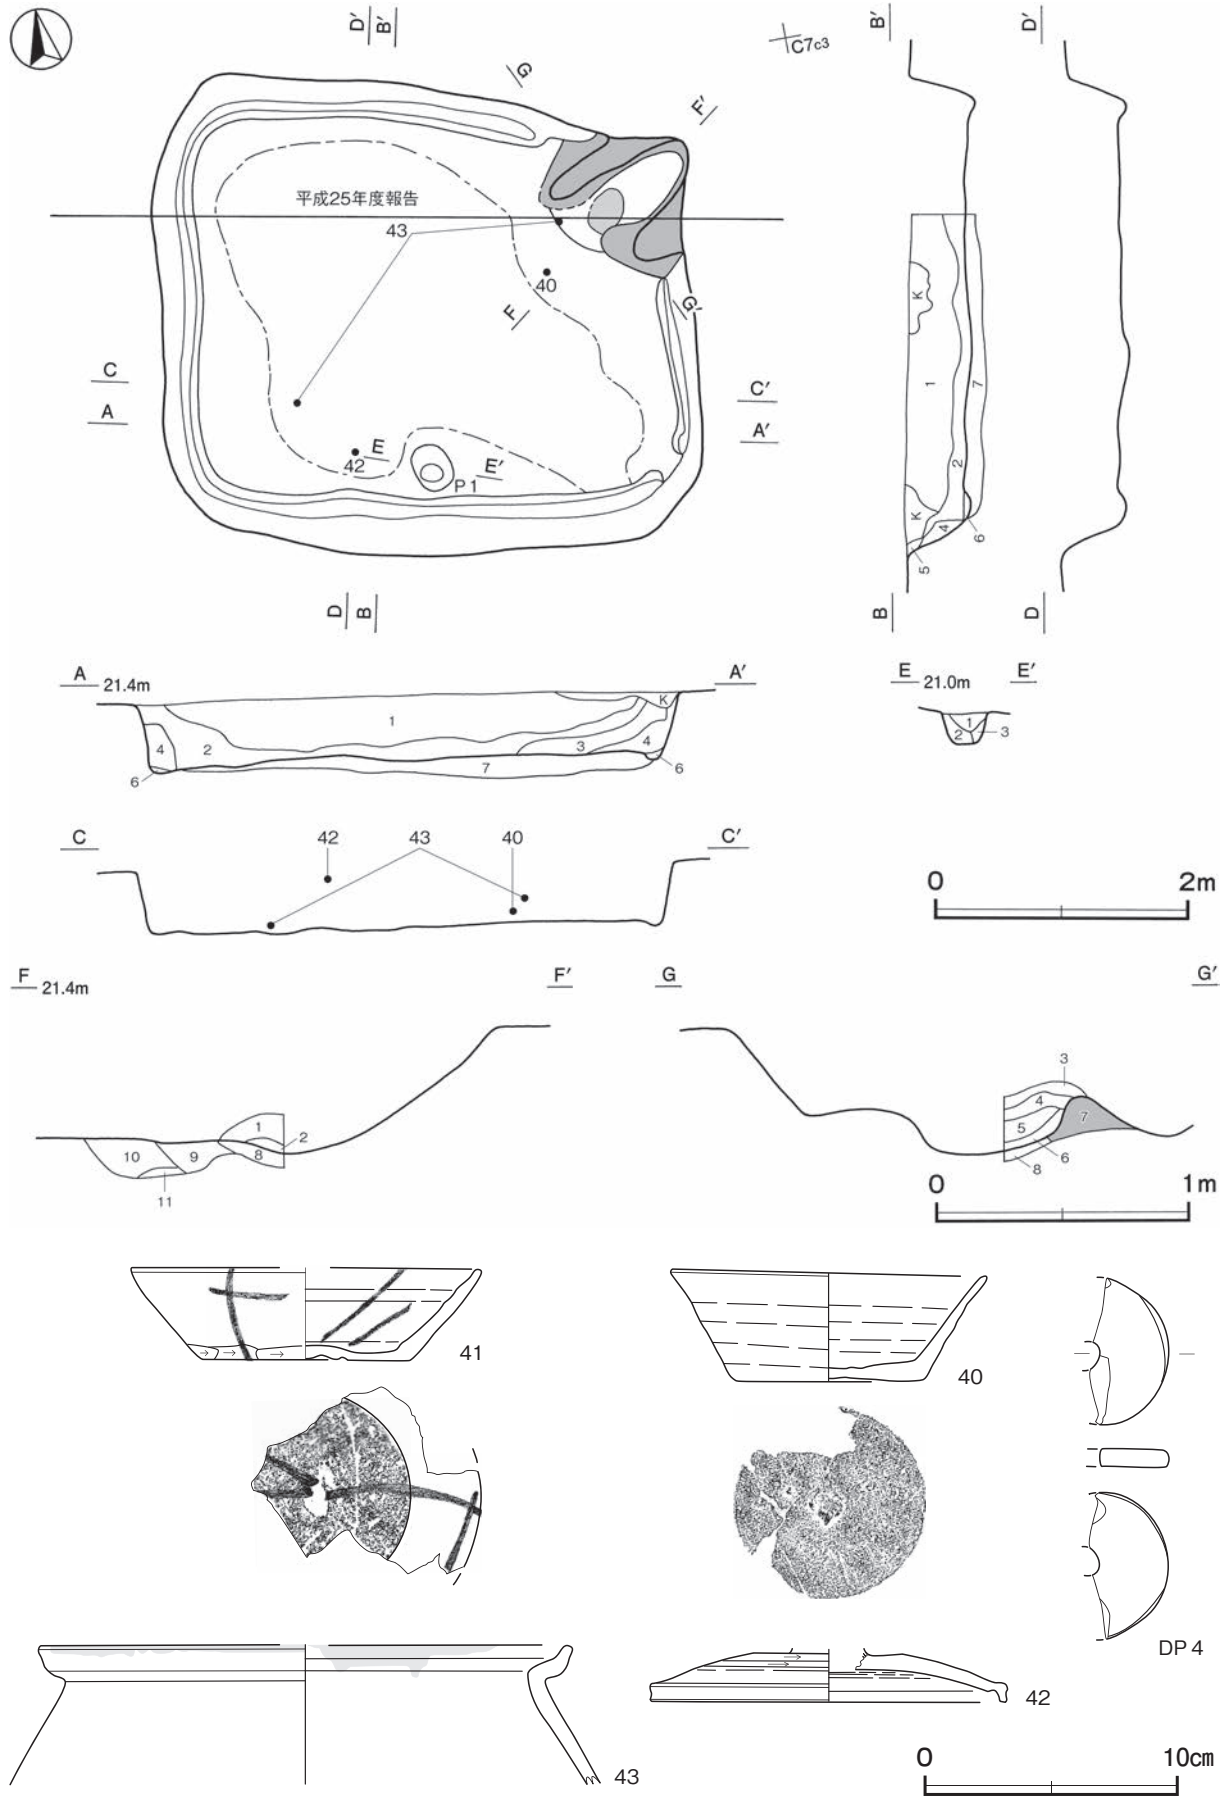 D′ B′
C7c3
G
F′
平成25年度報告
43
40
F
G′
C
A
C′
A′
42
E
E′
P1
D B
B′
D′
K
1
7
2
K
4
5
6
B
D
A 21.4m
A′
K
1
4
2
3
4
6
7
6
E 21.0m
E′
1
2
3
C
42
43
40
C′
0
2m
F 21.4m
F′
G
G′
1
2
10
9
8
11
3
4
7
5
6
8
0
1m
41
40
DP4
43
42
0
10cm